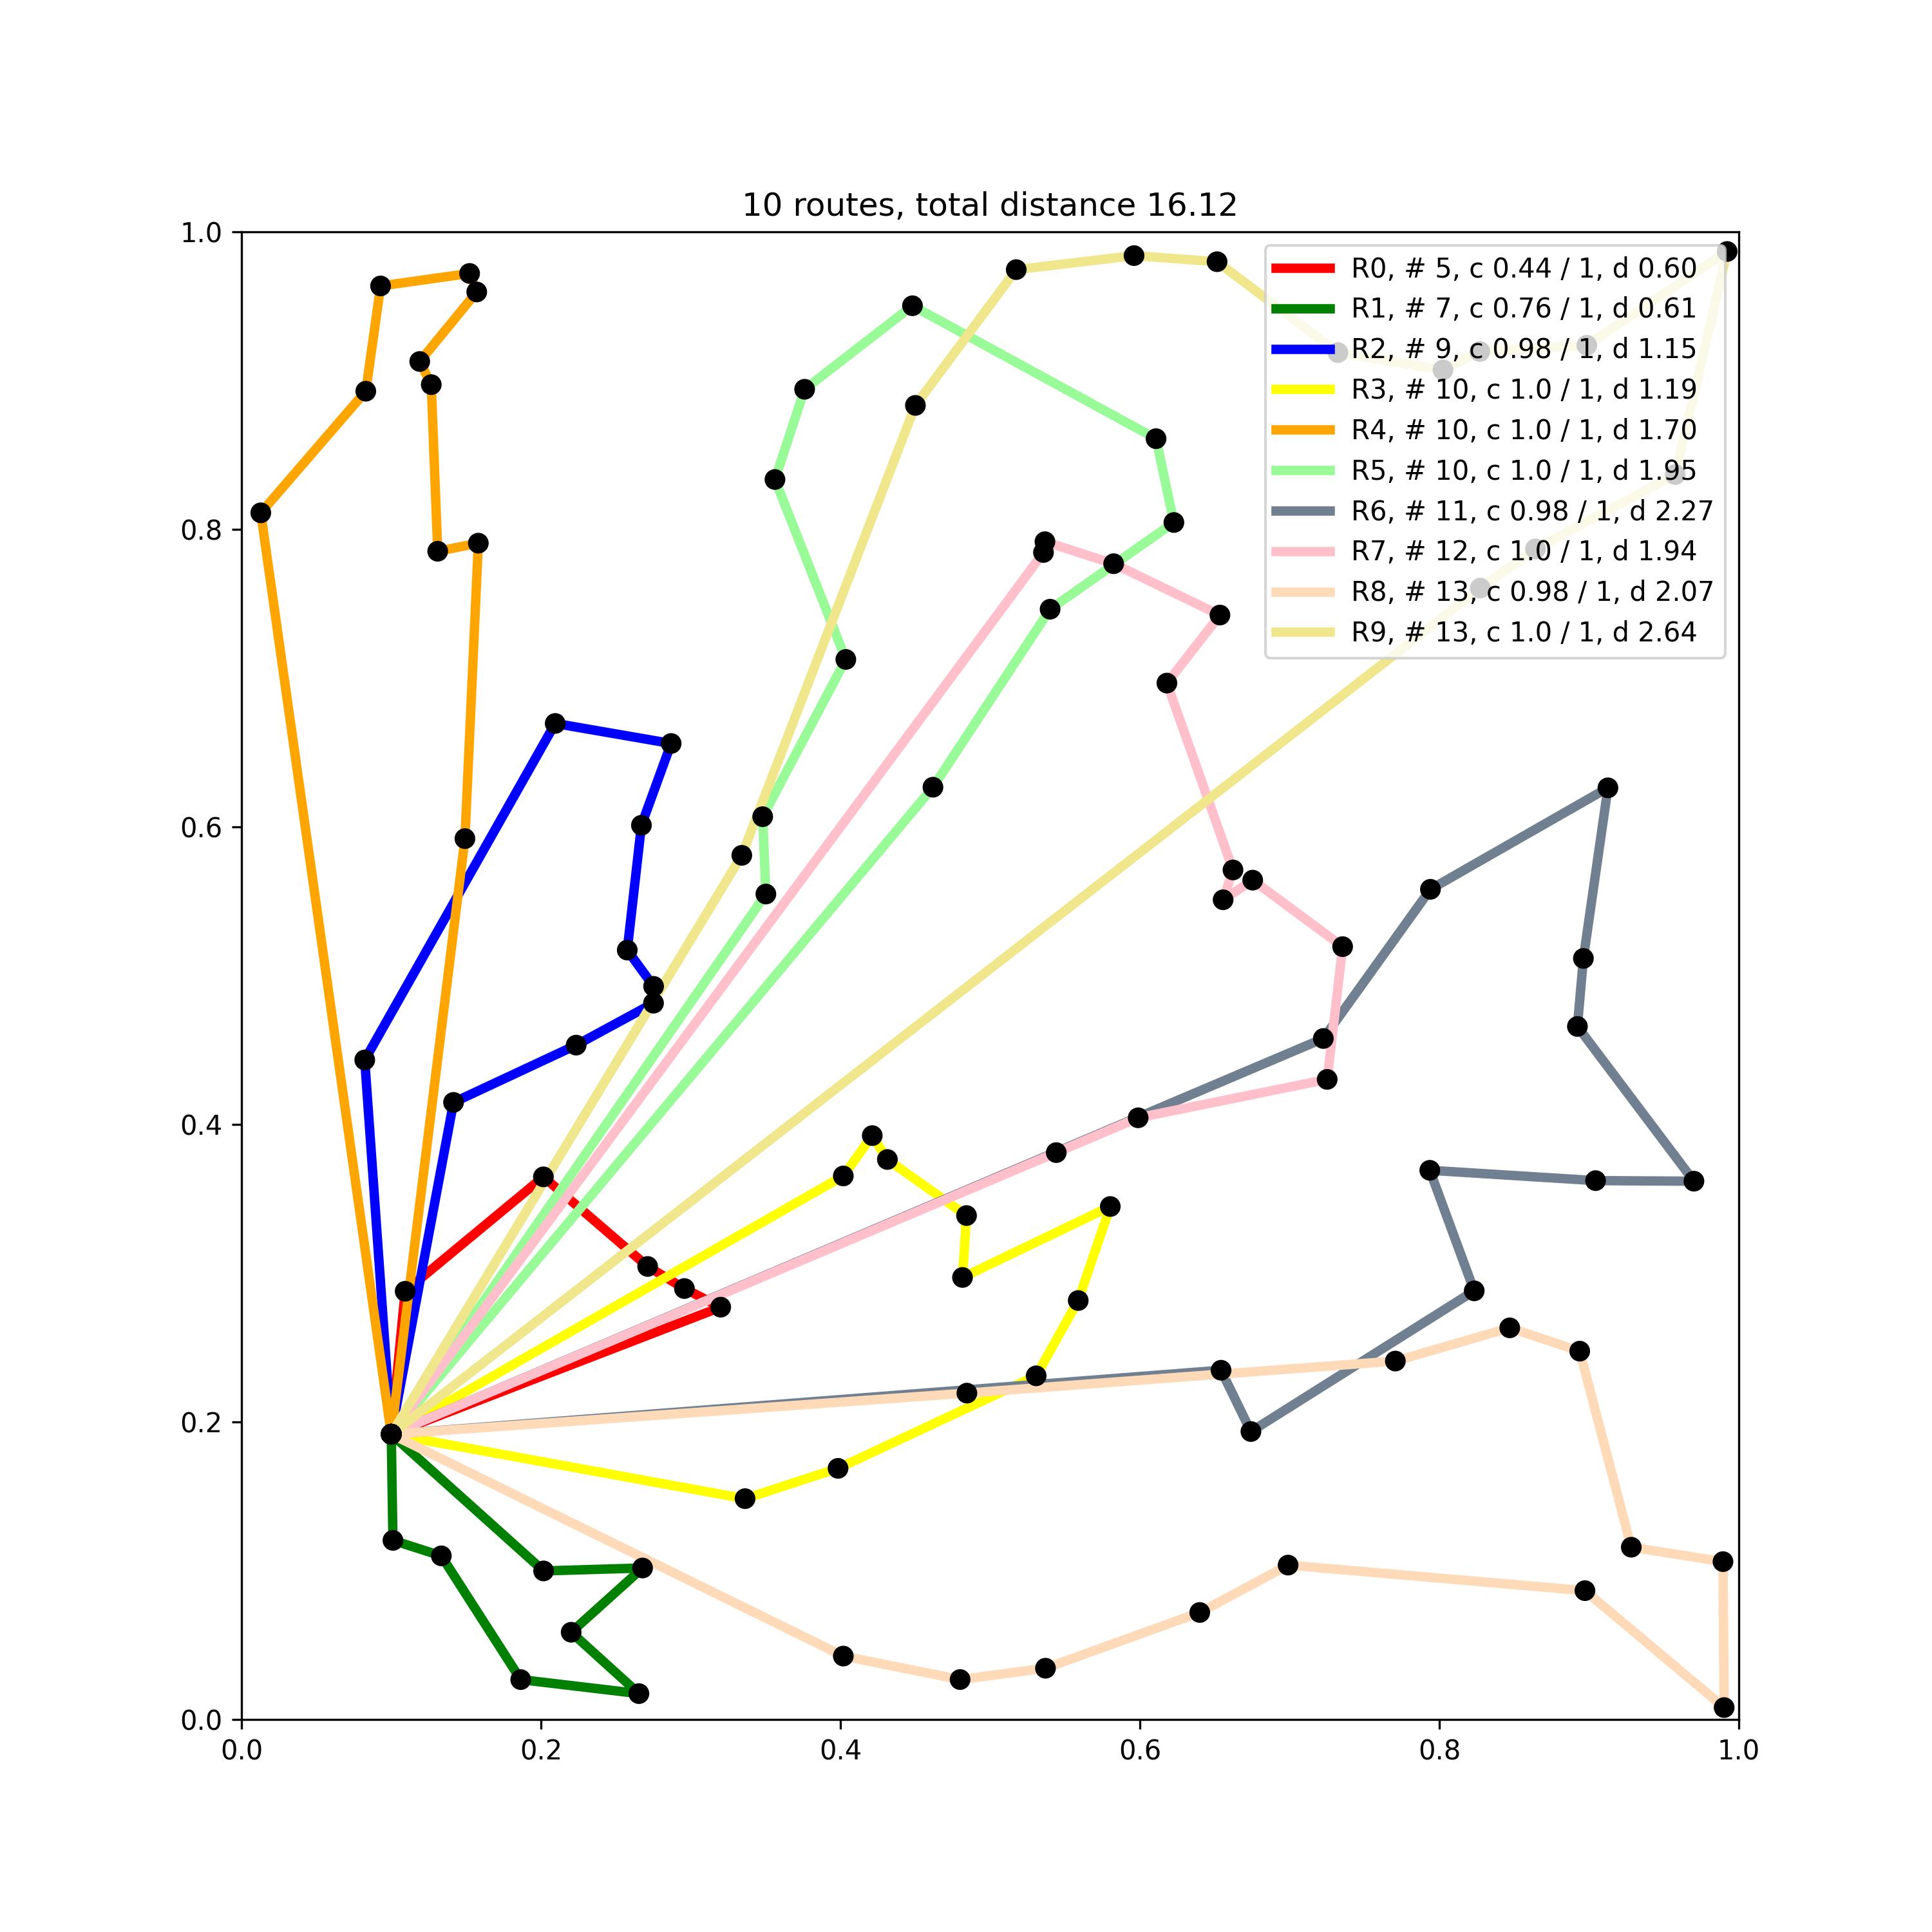 10 routes, total distance 16.12
1.0
0.8
0.6
0.4
0.2
0.0
0.0 0.2 0.4 0.6 0.8 1.0
R0, # 5, c 0.44 / 1, d 0.60
R1, # 7, c 0.76 / 1, d 0.61
R2, # 9, c 0.98 / 1, d 1.15
R3, # 10, c 1.0 / 1, d 1.19
R4, # 10, c 1.0 / 1, d 1.70
R5, # 10, c 1.0 / 1, d 1.95
R6, # 11, c 0.98 / 1, d 2.27
R7, # 12, c 1.0 / 1, d 1.94
R8, # 13, c 0.98 / 1, d 2.07
R9, # 13, c 1.0 / 1, d 2.64